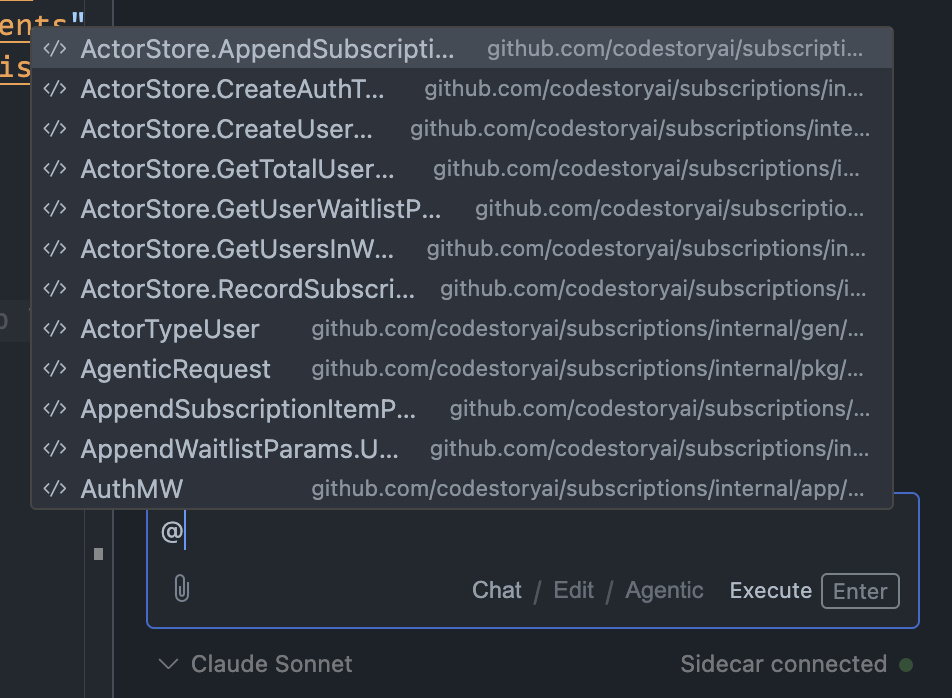 ents"
is
ActorStore.AppendSubscripti... github.com/codestoryai/subscripti...
ActorStore.CreateAuthT... github.com/codestoryai/subscriptions/in...
ActorStore.CreateUser... github.com/codestoryai/subscriptions/inte...
ActorStore.GetTotalUser... github.com/codestoryai/subscriptions/i...
ActorStore.GetUserWaitlistP... github.com/codestoryai/subscriptio...
ActorStore.GetUsersInW... github.com/codestoryai/subscriptions/in...
ActorStore.RecordSubscri... github.com/codestoryai/subscriptions/i...
ActorTypeUser github.com/codestoryai/subscriptions/internal/gen/...
AgenticRequest github.com/codestoryai/subscriptions/internal/pkg/...
AppendSubscriptionItemP... github.com/codestoryai/subscriptions/...
AppendWaitlistParams.U... github.com/codestoryai/subscriptions/in...
AuthMW github.com/codestoryai/subscriptions/internal/app/...
@
Chat / Edit / Agentic Execute Enter
Claude Sonnet Sidecar connected